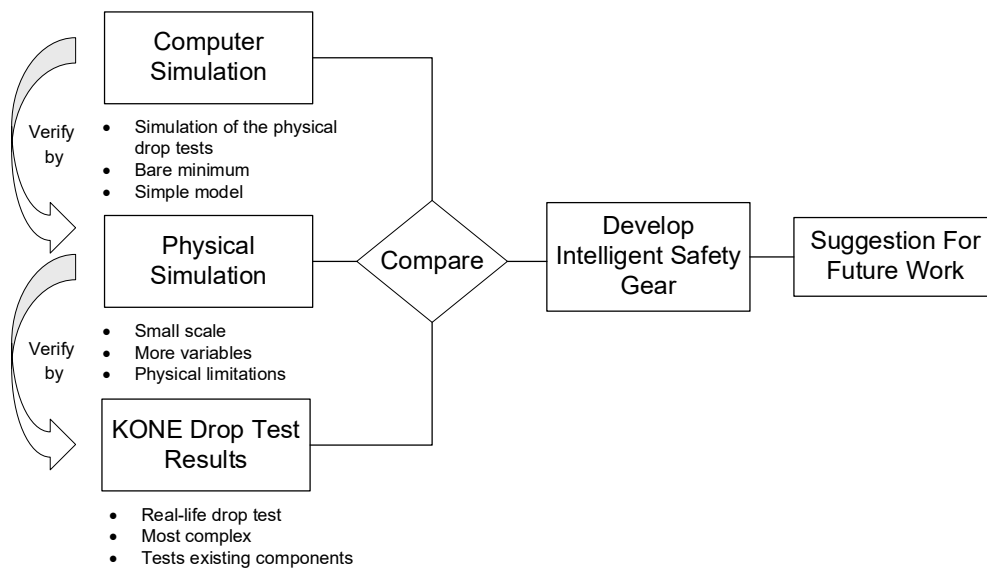 Computer
Simulation
Verify
by
• Simulation of the physical
drop tests
• Bare minimum
• Simple model
Physical
Simulation
Compare
Develop
Intelligent Safety
Gear
Suggestion For
Future Work
Verify
by
• Small scale
• More variables
• Physical limitations
KONE Drop Test
Results
• Real-life drop test
• Most complex
• Tests existing components